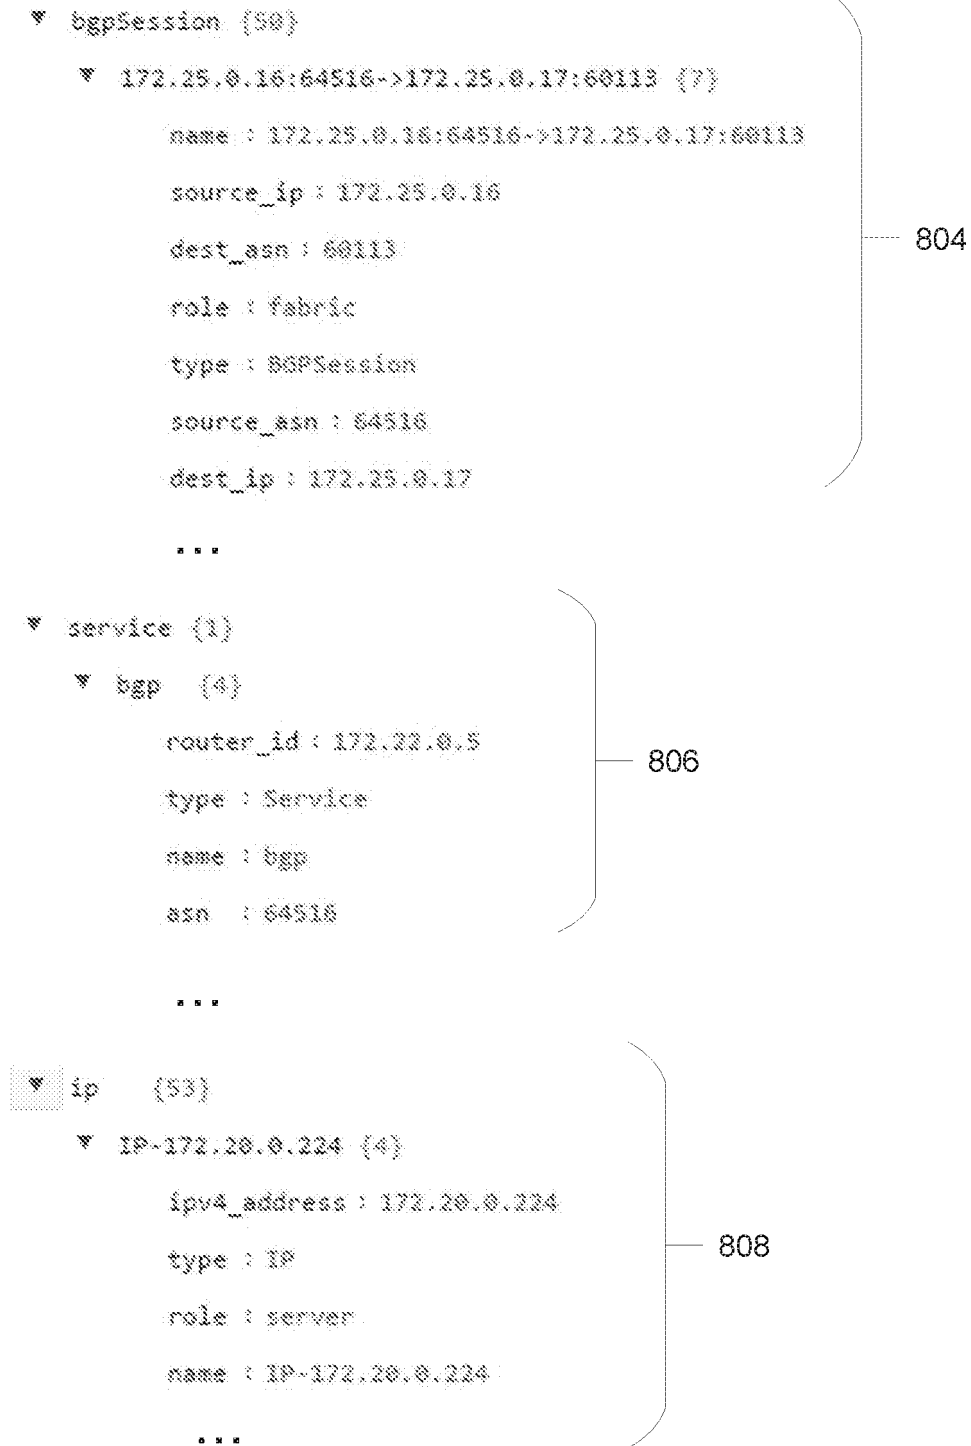 ▼ bgpSession {50}
▼ 172.25.0.16:64516->172.25.0.17:60113 {7}
name : 172.25.0.16:64516->172.25.0.17:60113
source_ip : 172.25.0.16
dest_asn : 60113
804
role : fabric
type : BGPSession
source_asn : 64516
dest_ip : 172.25.0.17
...
▼ service {1}
▼ bgp {4}
router_id : 172.22.0.5
806
type : Service
name : bgp
asn : 64516
...
▼ ip {53}
▼ IP-172.20.0.224 {4}
ipv4_address : 172.20.0.224
808
type : IP
role : server
name : IP-172.20.0.224
...